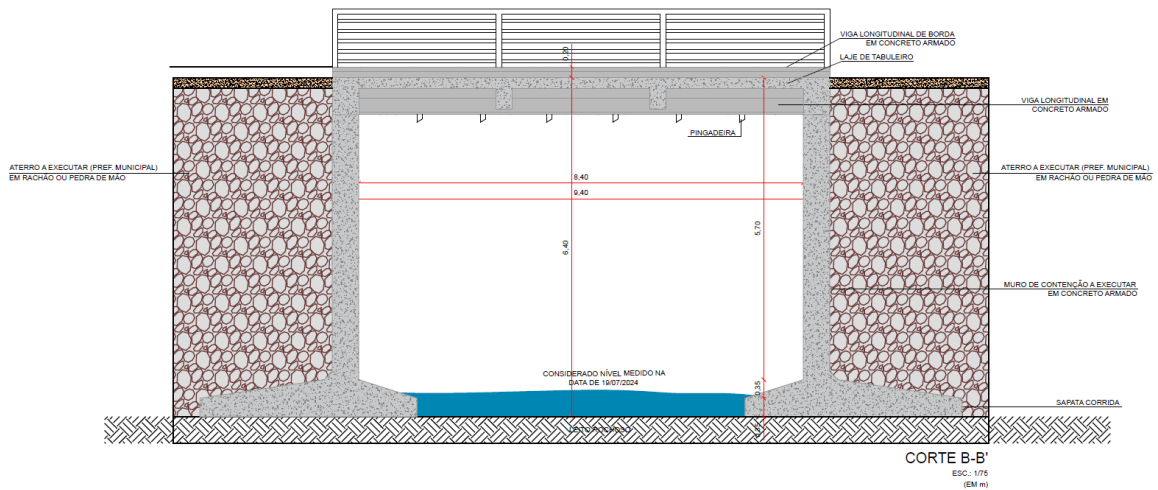 VIGA LONGITUDINAL DE BORDA
EM CONCRETO ARMADO
LAJE DE TABULEIRO
0,20
VIGA LONGITUDINAL EM
CONCRETO ARMADO
PINGADEIRA
ATERRO A EXECUTAR (PREF. MUNICIPAL)
EM RACHÃO OU PEDRA DE MÃO
ATERRO A EXECUTAR (PREF. MUNICIPAL)
EM RACHÃO OU PEDRA DE MÃO
8,40
9,40
6,40
5,70
MURO DE CONTENÇÃO A EXECUTAR
EM CONCRETO ARMADO
CONSIDERADO NÍVEL MEDIDO NA
DATA DE 19/07/2024
0,35
SAPATA CORRIDA
LEITO ROCHOSO
CORTE B-B'
ESC.: 1/75
(EM m)